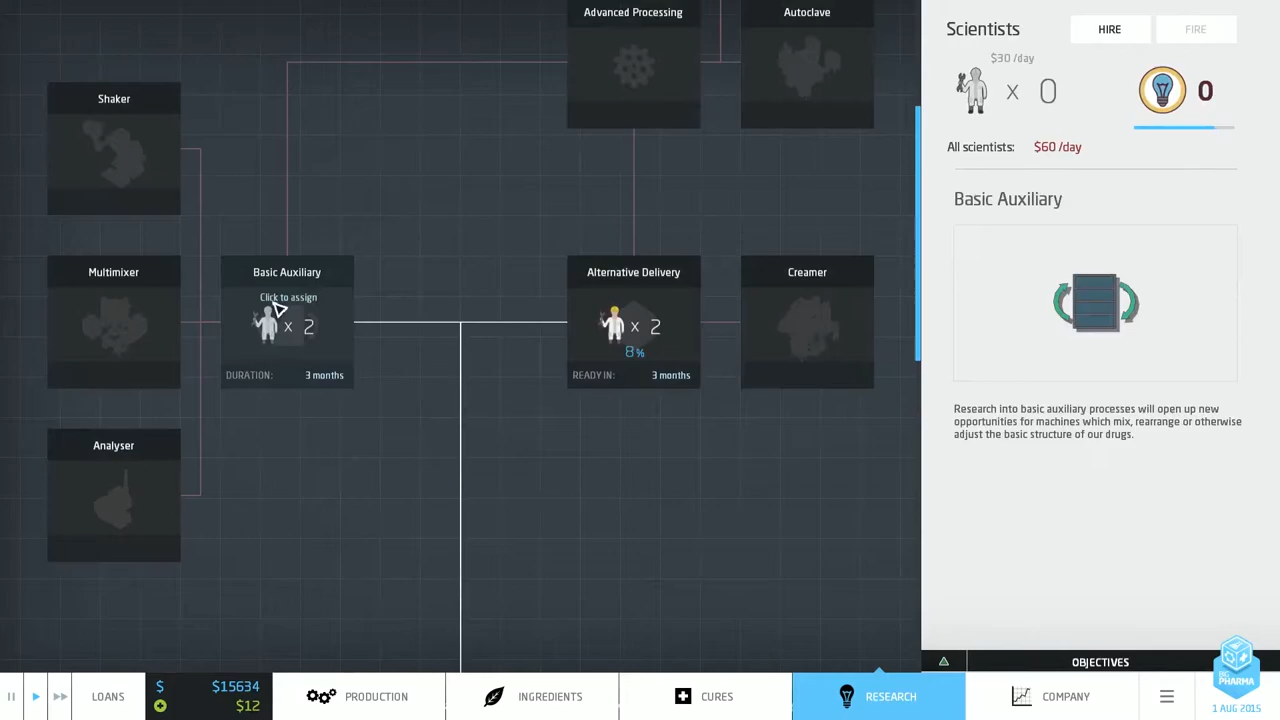 Advanced Processing
Autoclave
Shaker
Multimixer
Basic Auxiliary
Click to assign
x 2
DURATION: 3 months
Alternative Delivery
x 2
8%
READY IN: 3 months
Creamer
Analyser
Scientists
HIRE
FIRE
$30 /day
x 0
0
All scientists: $60 /day
Basic Auxiliary
Research into basic auxiliary processes will open up new
opportunities for machines which mix, rearrange or otherwise
adjust the basic structure of our drugs.
OBJECTIVES
LOANS
$ $15634
$12
PRODUCTION
INGREDIENTS
CURES
RESEARCH
COMPANY
BIG
PHARMA
1 AUG 2015